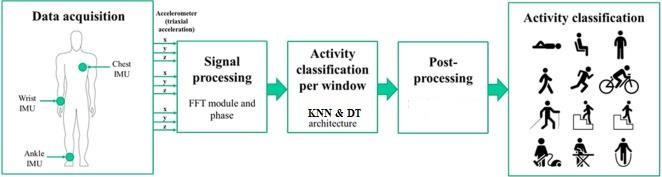 Data acquisition
Chest
IMU
Wrist
IMU
Ankle
IMU
Accelerometer
(triaxial
acceleration)
x
y
z
x
y
z
x
y
z
Signal
processing
FFT module and
phase
Activity
classification
per window
KNN & DT
architecture
Post-
processing
Activity classification